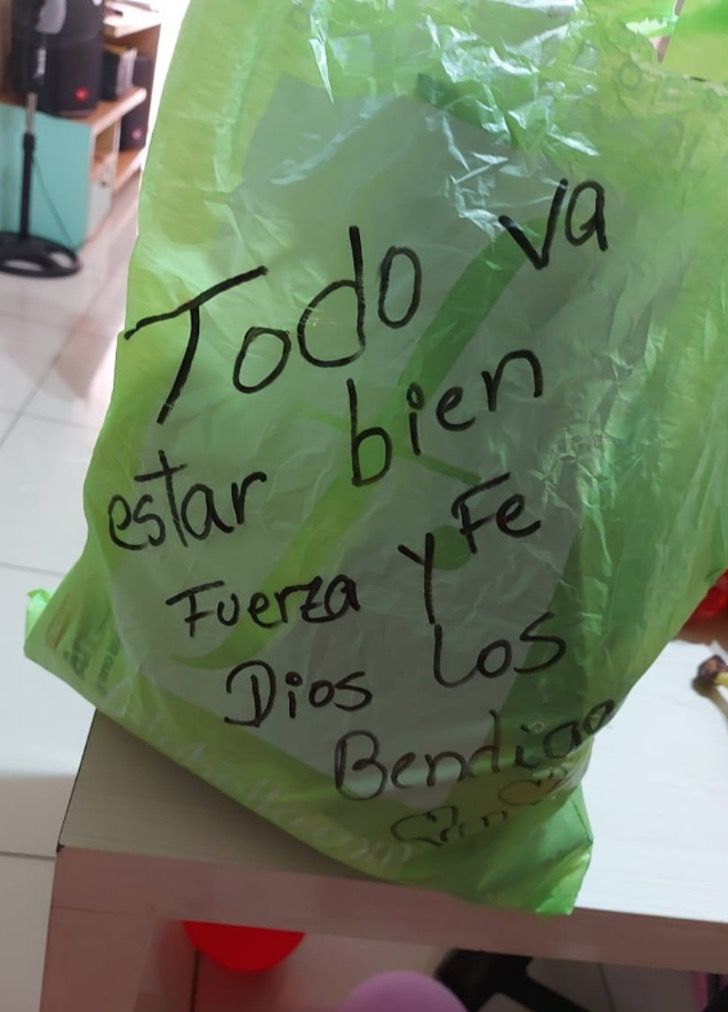 Todo va
estar bien
Fuerza y Fe
Dios Los
Bendiga